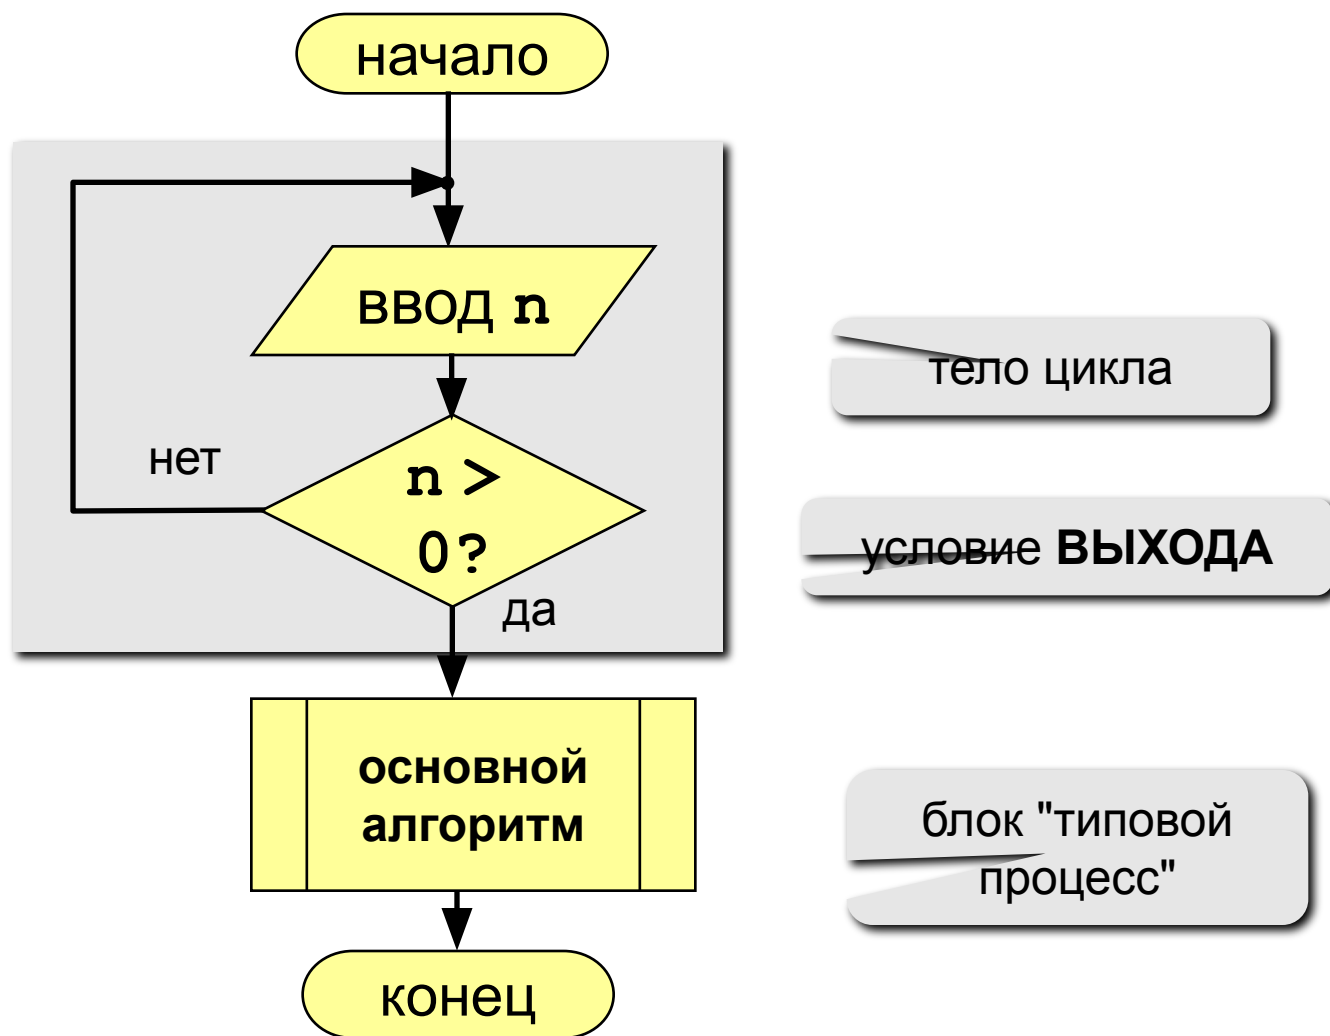 начало
ввод n
тело цикла
нет
n >
0?
условие ВЫХОДА
да
основной
алгоритм
блок "типовой
процесс"
конец